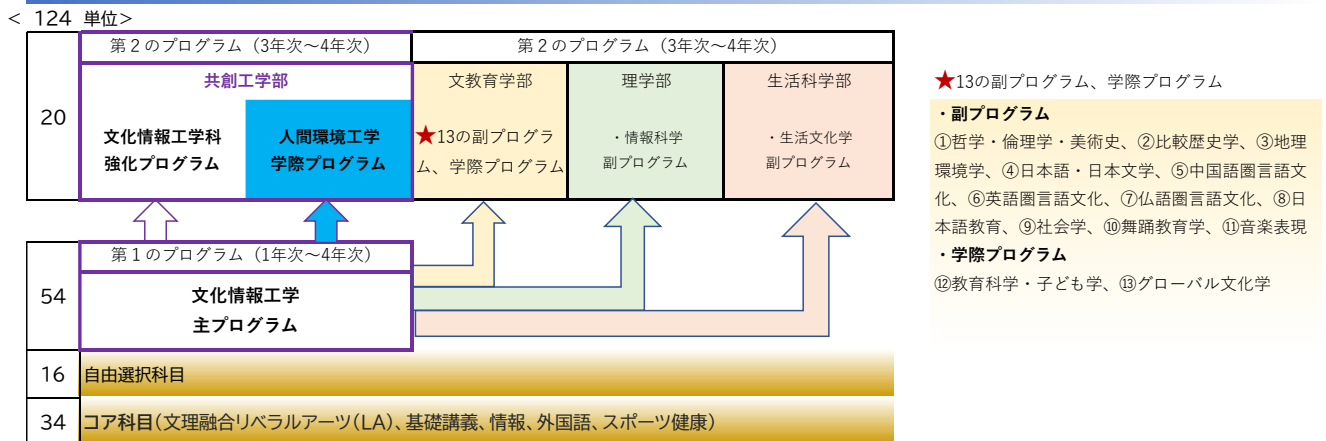 < 124 単位>
第２のプログラム（3年次～4年次）
第２のプログラム（3年次～4年次）
20
共創工学部
文化情報工学科
強化プログラム
人間環境工学
学際プログラム
文教育学部
★13の副プログラ
ム、学際プログラム
理学部
・情報科学
副プログラム
生活科学部
・生活文化学
副プログラム
54
第１のプログラム（1年次～4年次）
文化情報工学
主プログラム
16
自由選択科目
34
コア科目(文理融合リベラルアーツ(LA)、基礎講義、情報、外国語、スポーツ健康)
★13の副プログラム、学際プログラム
・副プログラム
①哲学・倫理学・美術史、②比較歴史学、③地理
環境学、④日本語・日本文学、⑤中国語圏言語文
化、⑥英語圏言語文化、⑦仏語圏言語文化、⑧日
本語教育、⑨社会学、⑩舞踊教育学、⑪音楽表現
・学際プログラム
⑫教育科学・子ども学、⑬グローバル文化学